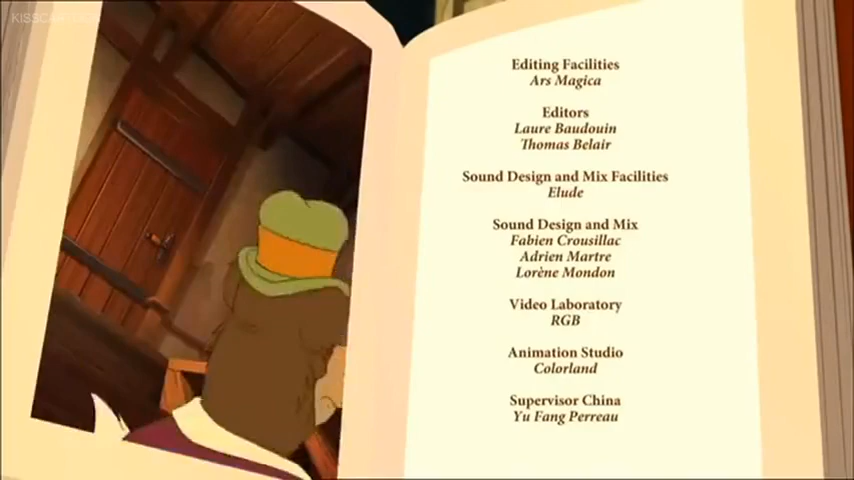 Editing Facilities
Ars Magica
Editors
Laure Baudouin
Thomas Belair
Sound Design and Mix Facilities
Elude
Sound Design and Mix
Fabien Crousillac
Adrien Martre
Lorène Mondon
Video Laboratory
RGB
Animation Studio
Colorland
Supervisor China
Yu Fang Perreau